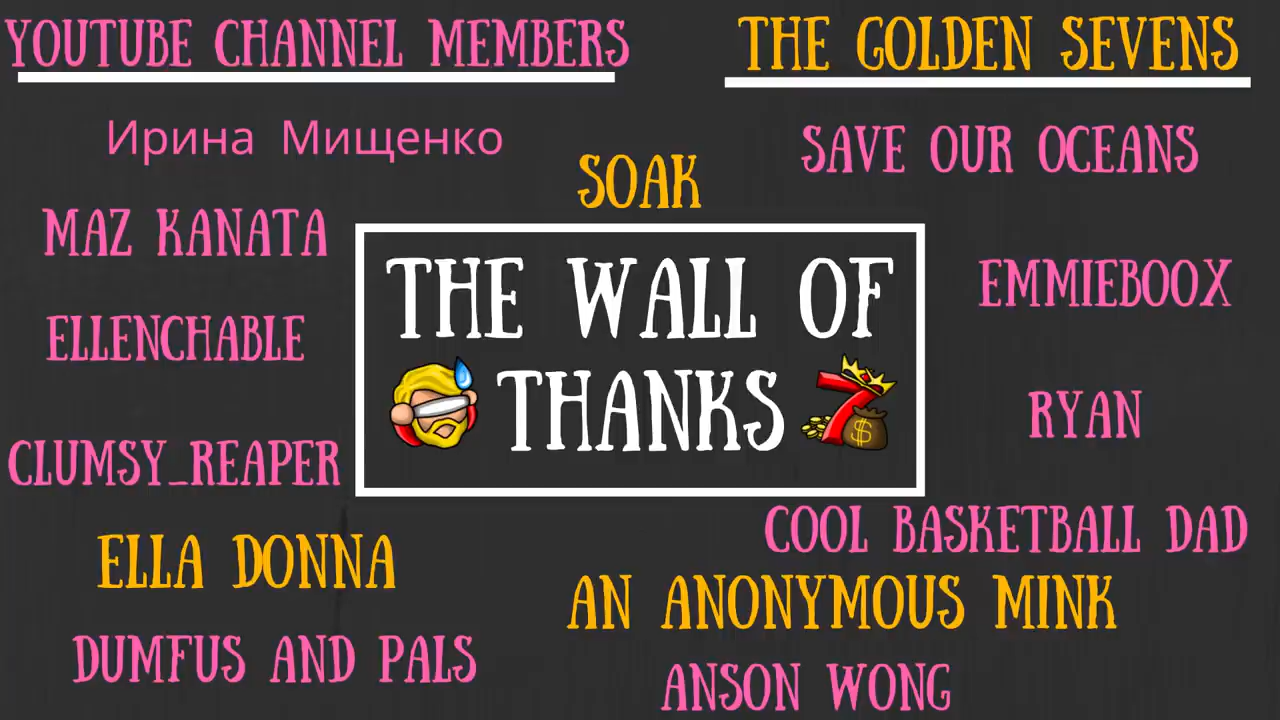 YOUTUBE CHANNEL MEMBERS
THE GOLDEN SEVENS
Ирина Мищенко
SAVE OUR OCEANS
SOAK
MAZ KANATA
EMMIEBOOX
THE WALL OF
THANKS
ELLENCHABLE
RYAN
CLUMSY_REAPER
COOL BASKETBALL DAD
ELLA DONNA
AN ANONYMOUS MINK
DUMFUS AND PALS
ANSON WONG